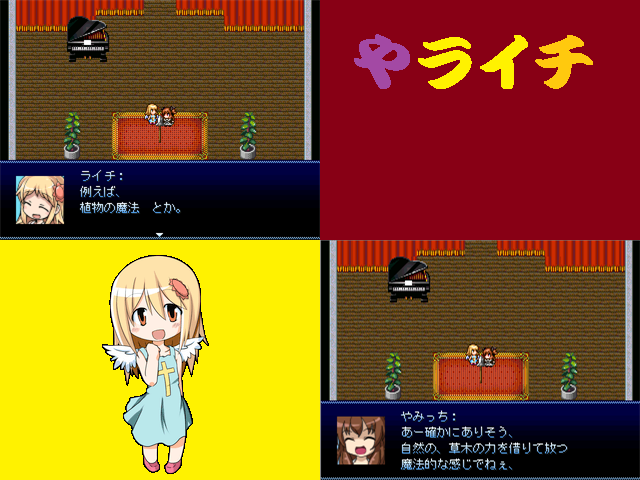 ライチ：
例えば、
植物の魔法　とか。
やライチ
やみっち：
あー確かにありそう、
自然の、草木の力を借りて放つ
魔法的な感じでねぇ、